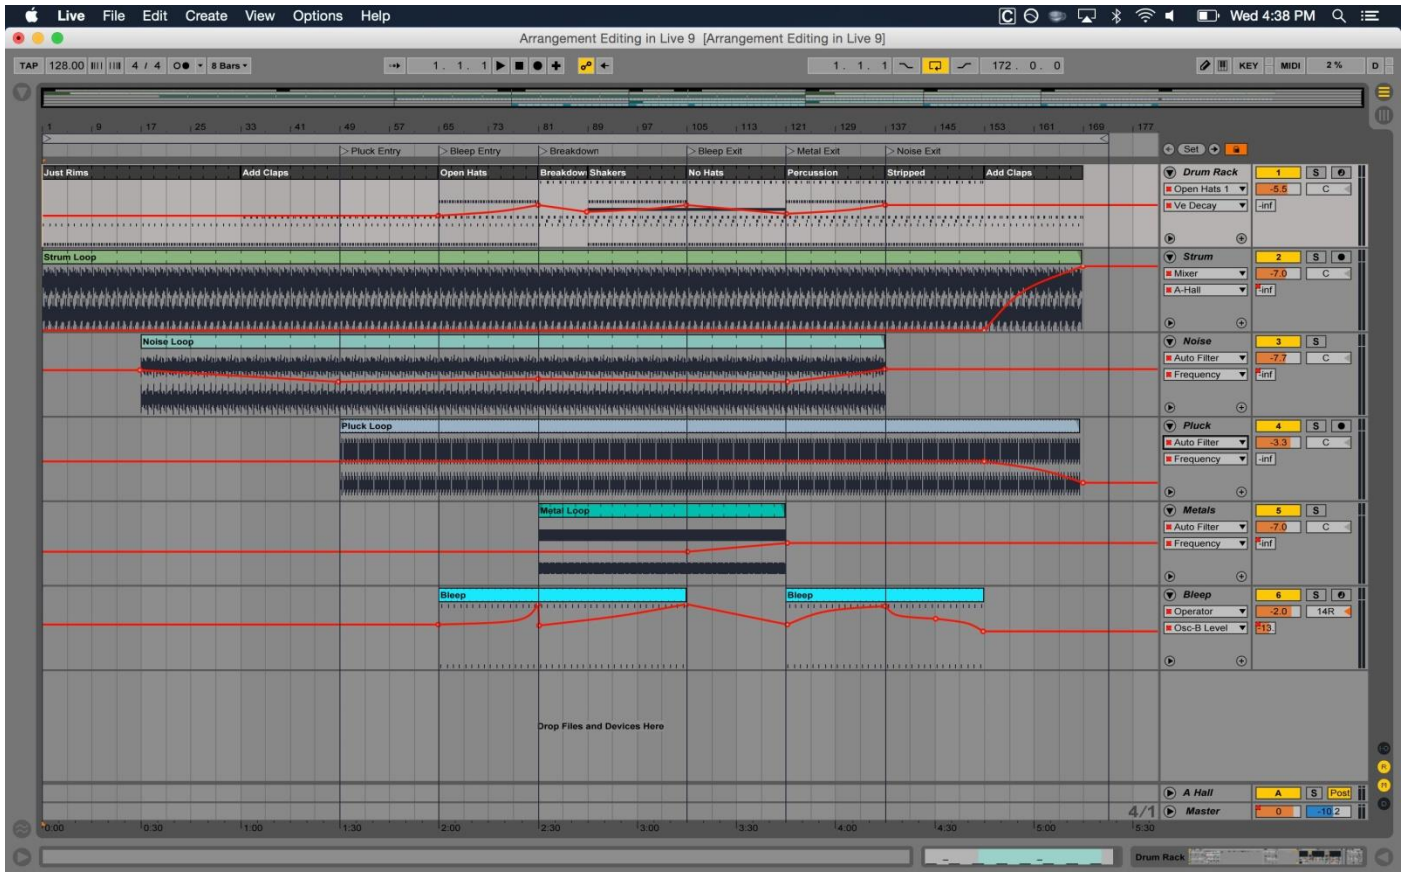 Live File Edit Create View Options Help Wed 4:38 PM
Arrangement Editing in Live 9 [Arrangement Editing in Live 9]
TAP 128.00 4 / 4 8 Bars 1. 1. 1 1. 1. 1 172. 0. 0 KEY MIDI 2 % D
1 9 17 25 33 41 49 57 65 73 81 89 97 105 113 121 129 137 145 153 161 169 177
Pluck Entry Bleep Entry Breakdown Bleep Exit Metal Exit Noise Exit Set
Just Rims Add Claps Open Hats Breakdown Shakers No Hats Percussion Stripped Add Claps Drum Rack 1 S
Open Hats 1 -5.5 C
Ve Decay -inf
Strum Loop Strum 2 S
Mixer -7.0 C
A-Hall -inf
Noise Loop Noise 3 S
Auto Filter -7.7 C
Frequency -inf
Pluck Loop Pluck 4 S
Auto Filter -3.3 C
Frequency -inf
Metal Loop Metals 5 S
Auto Filter -7.0 C
Frequency -inf
Bleep Bleep Bleep 6 S
Operator -2.0 14R
Osc-B Level -13.
Drop Files and Devices Here
A Hall A S Post
4/1 Master 0 -10.2
0:00 0:30 1:00 1:30 2:00 2:30 3:00 3:30 4:00 4:30 5:00 5:30
Drum Rack